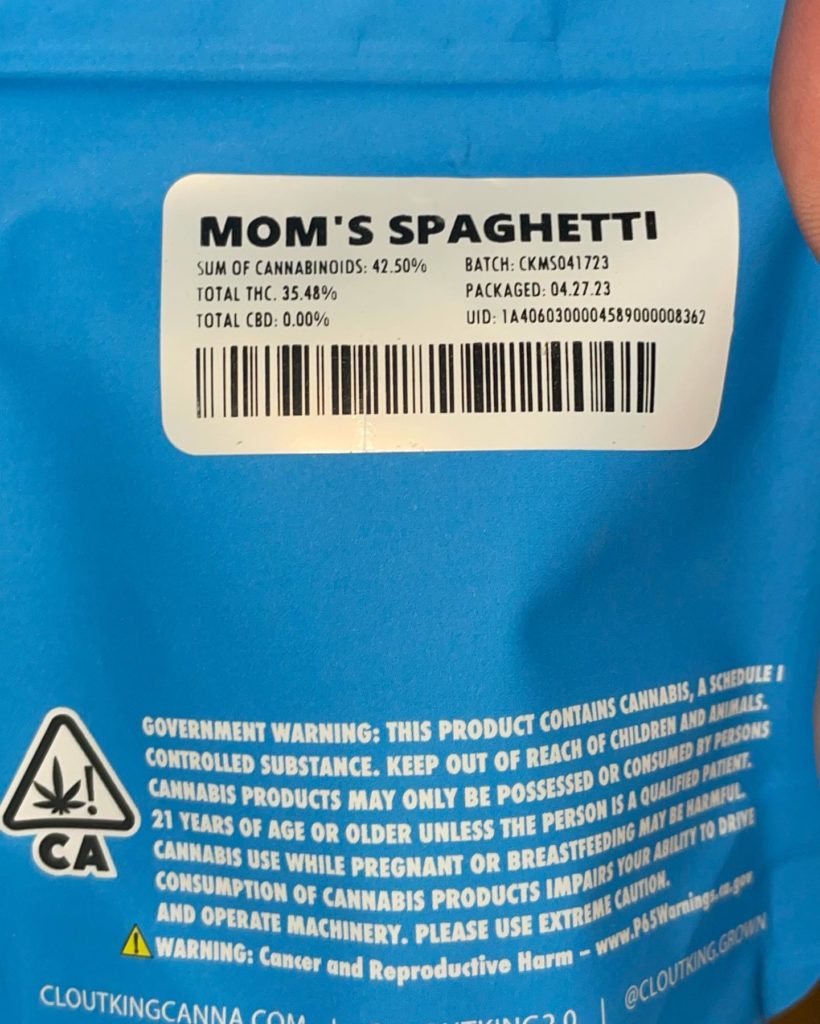 MOM'S SPAGHETTI
SUM OF CANNABINOIDS: 42.50%
TOTAL THC. 35.48%
TOTAL CBD: 0.00%
BATCH: CKMS041723
PACKAGED: 04.27.23
UID: 1A4060300004589000008362
GOVERNMENT WARNING: THIS PRODUCT CONTAINS CANNABIS, A SCHEDULE I
CONTROLLED SUBSTANCE. KEEP OUT OF REACH OF CHILDREN AND ANIMALS.
CANNABIS PRODUCTS MAY ONLY BE POSSESSED OR CONSUMED BY PERSONS
21 YEARS OF AGE OR OLDER UNLESS THE PERSON IS A QUALIFIED PATIENT.
CANNABIS USE WHILE PREGNANT OR BREASTFEEDING MAY BE HARMFUL.
CONSUMPTION OF CANNABIS PRODUCTS IMPAIRS YOUR ABILITY TO DRIVE
AND OPERATE MACHINERY. PLEASE USE EXTREME CAUTION.
WARNING: Cancer and Reproductive Harm – www.P65Warnings.ca.gov
CA
CLOUTKINGCANNA.COM | | @CLOUTKING.GROWN